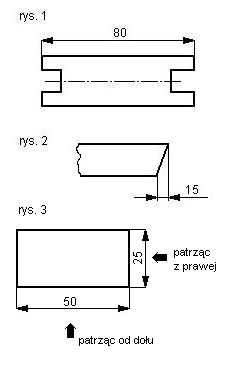 rys. 1
80
rys. 2
15
rys. 3
25
patrząc
z prawej
50
patrząc od dołu